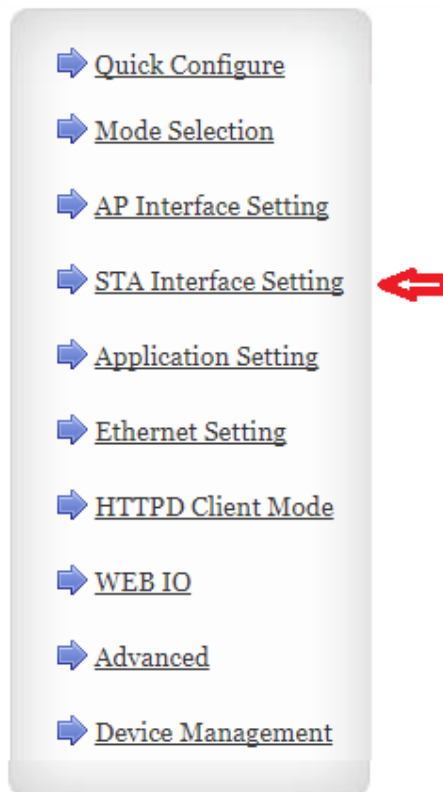 Quick Configure
Mode Selection
AP Interface Setting
STA Interface Setting
Application Setting
Ethernet Setting
HTTPD Client Mode
WEB IO
Advanced
Device Management